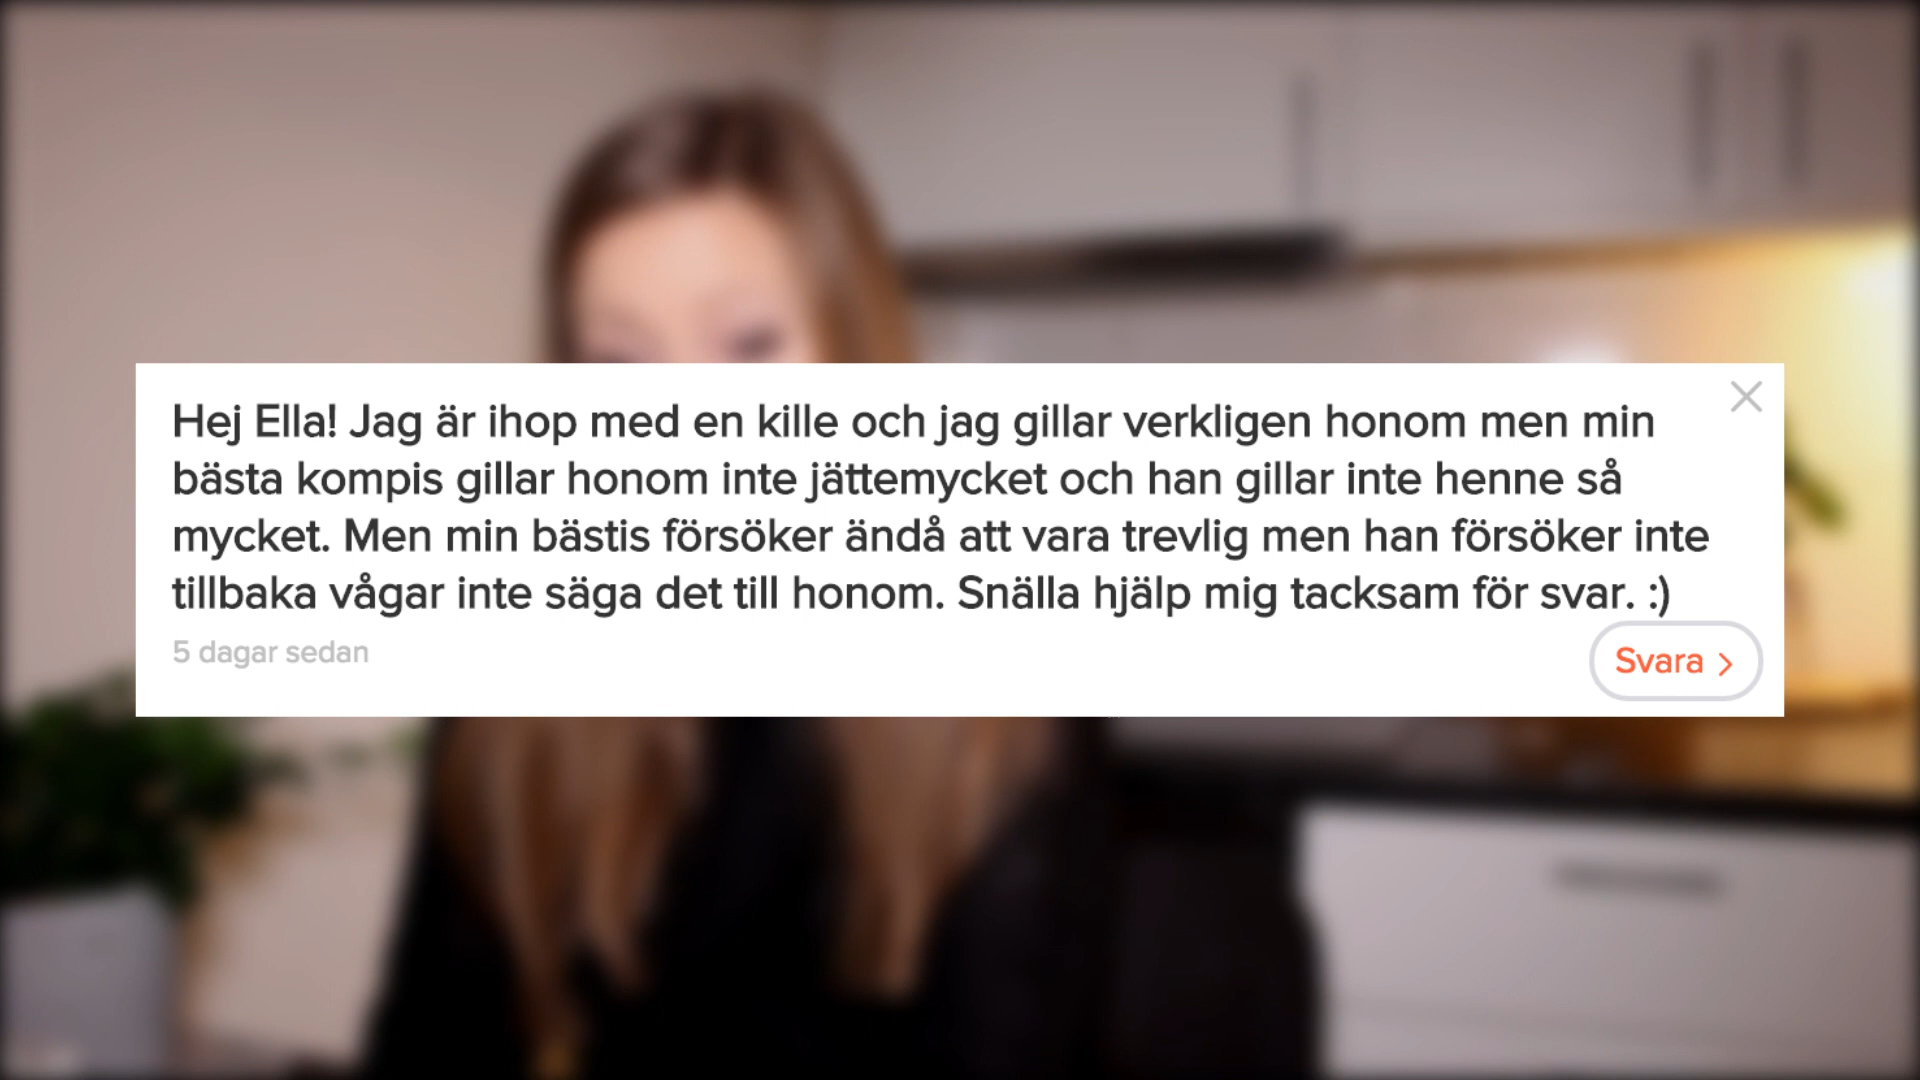 Hej Ella! Jag är ihop med en kille och jag gillar verkligen honom men min
bästa kompis gillar honom inte jättemycket och han gillar inte henne så
mycket. Men min bästis försöker ändå att vara trevlig men han försöker inte
tillbaka vågar inte säga det till honom. Snälla hjälp mig tacksam för svar. :)
5 dagar sedan
Svara >